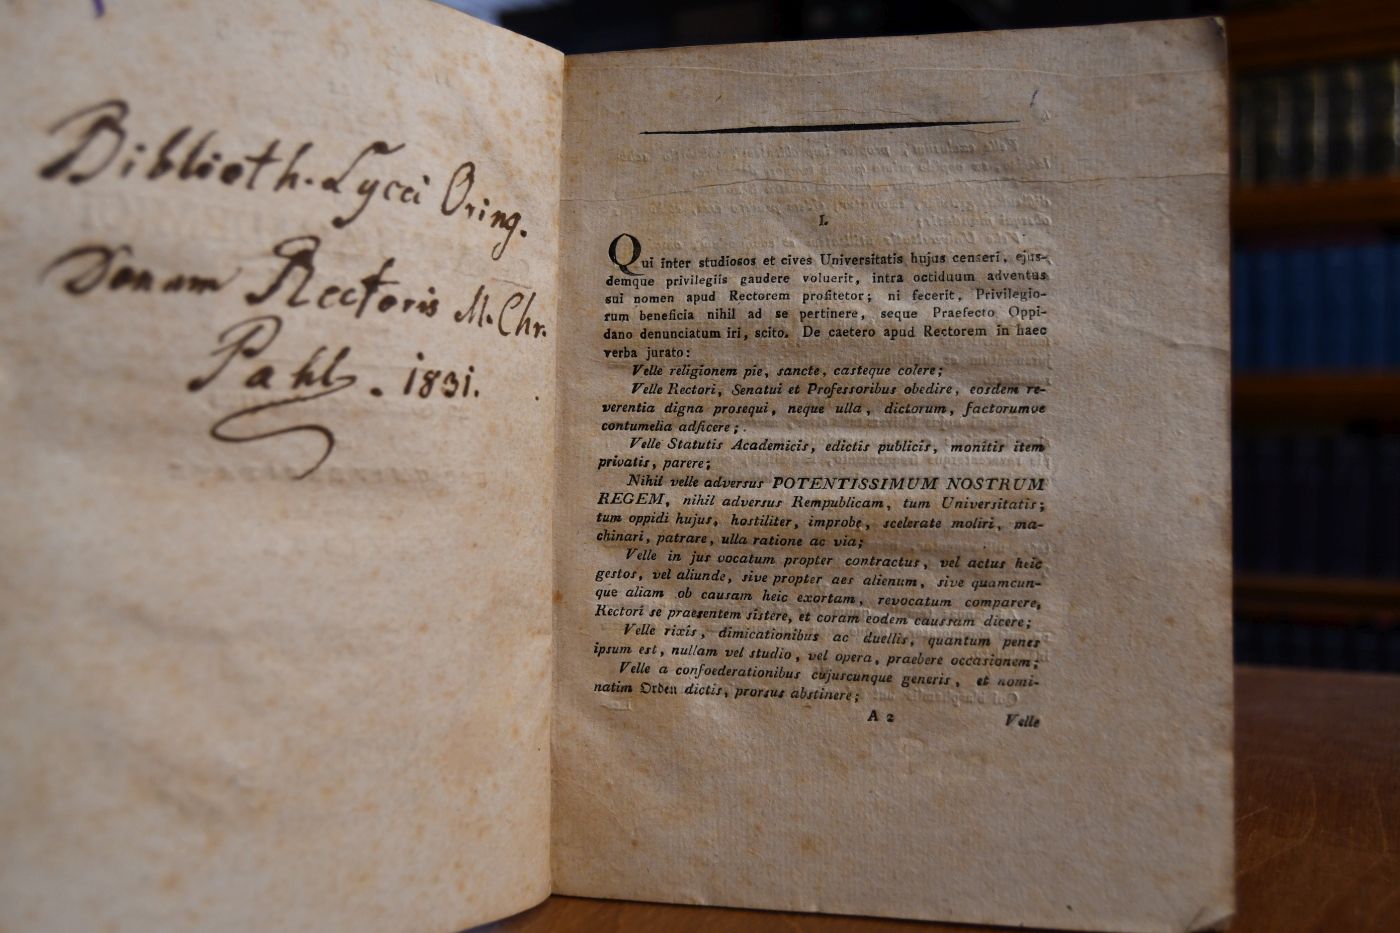 Biblioth. Lycei Oring.
Donum Rectoris M. Chr.
Pahl. 1831.
I.
Qui inter studiosos et cives Universitatis hujus censeri, ejus-
demque privilegiis gaudere voluerit, intra octiduum adventus
sui nomen apud Rectorem profitetor; ni fecerit, Privilegio-
rum beneficia nihil ad se pertinere, seque Praefecto Oppi-
dano denunciatum iri, scito. De caetero apud Rectorem in haec
verba jurato:
Velle religionem pie, sancte, casteque colere;
Velle Rectori, Senatui et Professoribus obedire, eosdem re-
verentia digna prosequi, neque ulla, dictorum, factorumve
contumelia adficere;
Velle Statutis Academicis, edictis publicis, monitis item
privatis, parere;
Nihil velle adversus POTENTISSIMUM NOSTRUM
REGEM, nihil adversus Rempublicam, tum Universitatis;
tum oppidi hujus, hostiliter, improbe, scelerate moliri, ma-
chinari, patrare, ulla ratione ac via;
Velle in jus vocatum propter contractus, vel actus heic
gestos, vel aliunde, sive propter aes alienum, sive quamcun-
que aliam ob causam heic exortam, revocatum comparere,
Rectori se praesentem sistere, et coram eodem caussam dicere;
Velle rixis, dimicationibus ac duellis, quantum penes
ipsum est, nullam vel studio, vel opera, praebere occasionem;
Velle a confoederationibus cujuscunque generis, et nomi-
natim Orden dictis, prorsus abstinere;
A 2
Velle